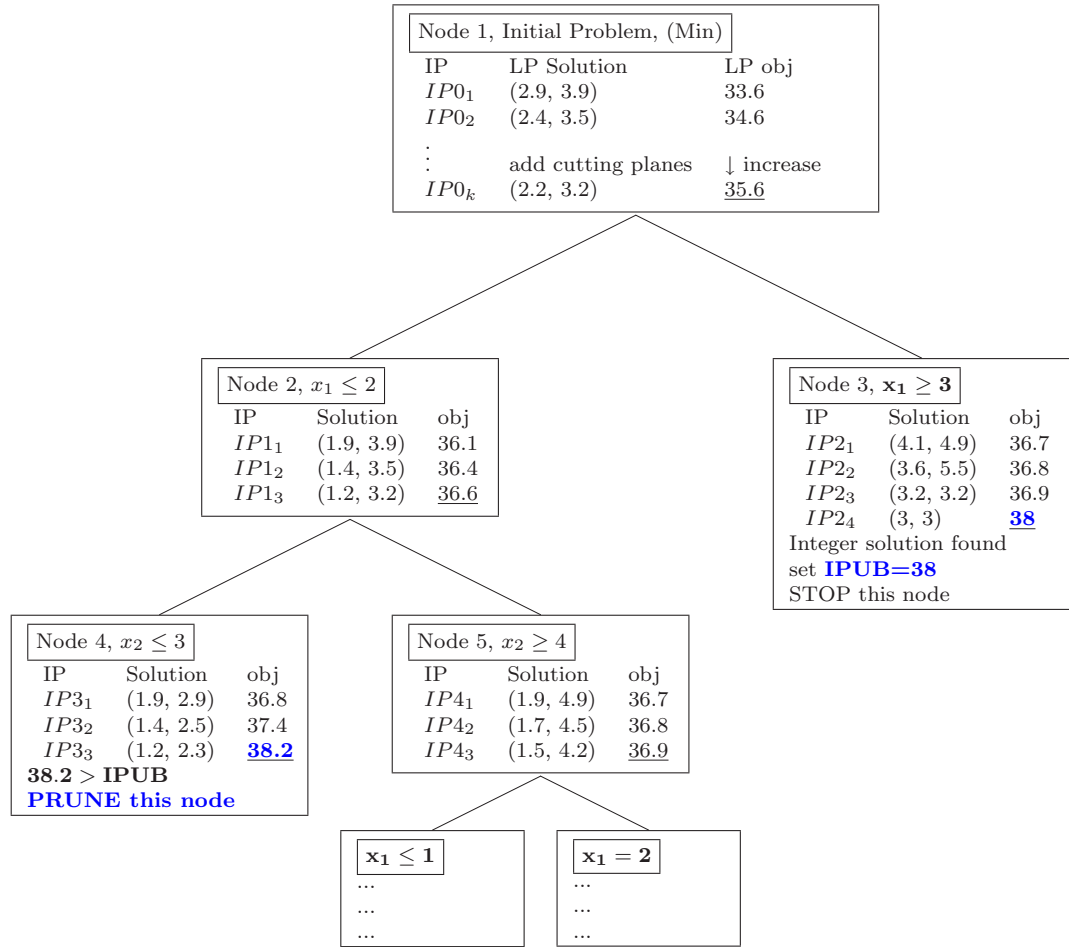 Node 1, Initial Problem, (Min)
IP LP Solution LP obj
IP0₁ (2.9, 3.9) 33.6
IP0₂ (2.4, 3.5) 34.6
⋮ add cutting planes ↓ increase
IP0ₖ (2.2, 3.2) 35.6
Node 2, x₁ ≤ 2
IP Solution obj
IP1₁ (1.9, 3.9) 36.1
IP1₂ (1.4, 3.5) 36.4
IP1₃ (1.2, 3.2) 36.6
Node 3, x₁ ≥ 3
IP Solution obj
IP2₁ (4.1, 4.9) 36.7
IP2₂ (3.6, 5.5) 36.8
IP2₃ (3.2, 3.2) 36.9
IP2₄ (3, 3) 38
Integer solution found
set IPUB=38
STOP this node
Node 4, x₂ ≤ 3
IP Solution obj
IP3₁ (1.9, 2.9) 36.8
IP3₂ (1.4, 2.5) 37.4
IP3₃ (1.2, 2.3) 38.2
38.2 > IPUB
PRUNE this node
Node 5, x₂ ≥ 4
IP Solution obj
IP4₁ (1.9, 4.9) 36.7
IP4₂ (1.7, 4.5) 36.8
IP4₃ (1.5, 4.2) 36.9
x₁ ≤ 1
...
...
...
x₁ = 2
...
...
...